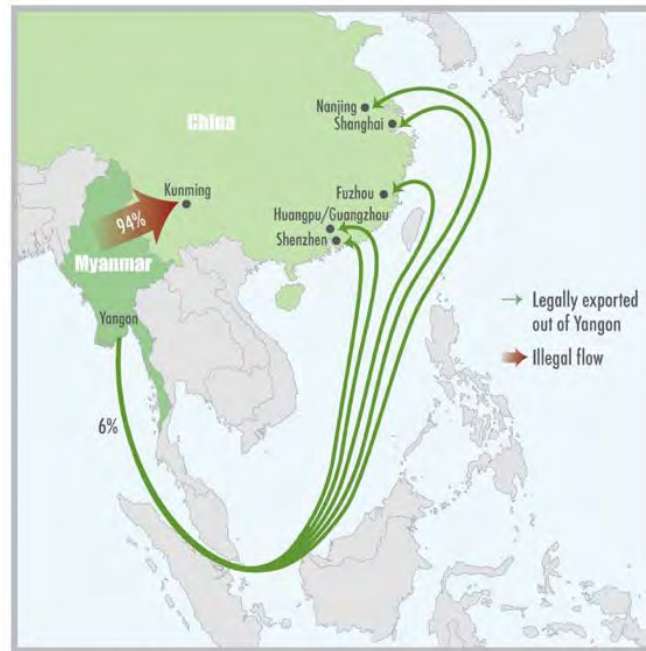 Nanjing
Shanghai
China
Kunming
Fuzhou
94%
Huangpu/Guangzhou
Shenzhen
Myanmar
Yangon
Legally exported
out of Yangon
Illegal flow
6%